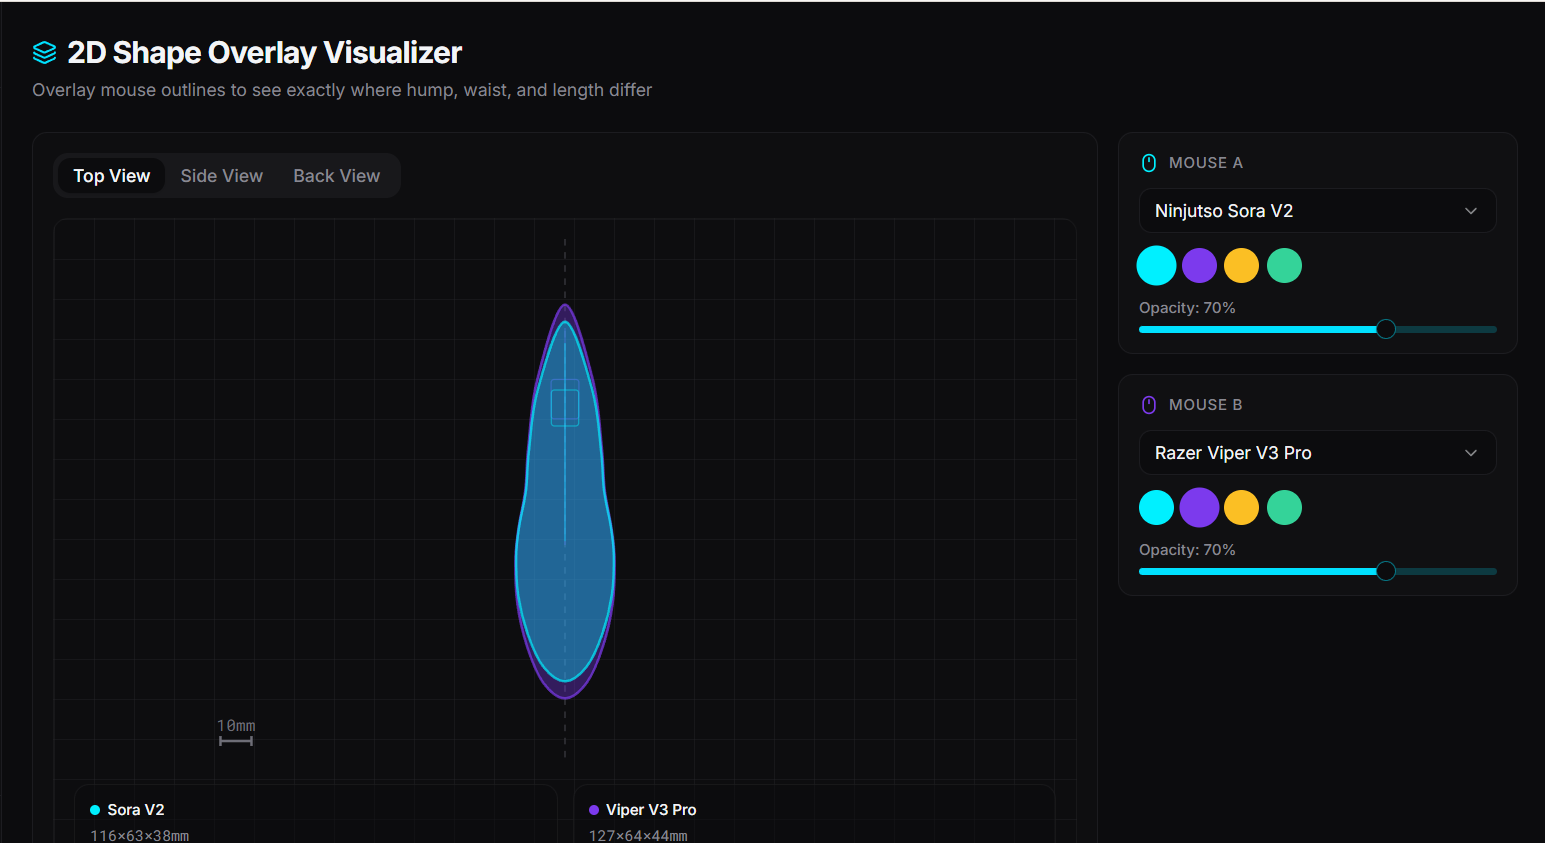 2D Shape Overlay Visualizer
Overlay mouse outlines to see exactly where hump, waist, and length differ
Top View
Side View
Back View
10mm
Sora V2
116×63×38mm
Viper V3 Pro
127×64×44mm
MOUSE A
Ninjutso Sora V2
Opacity: 70%
MOUSE B
Razer Viper V3 Pro
Opacity: 70%